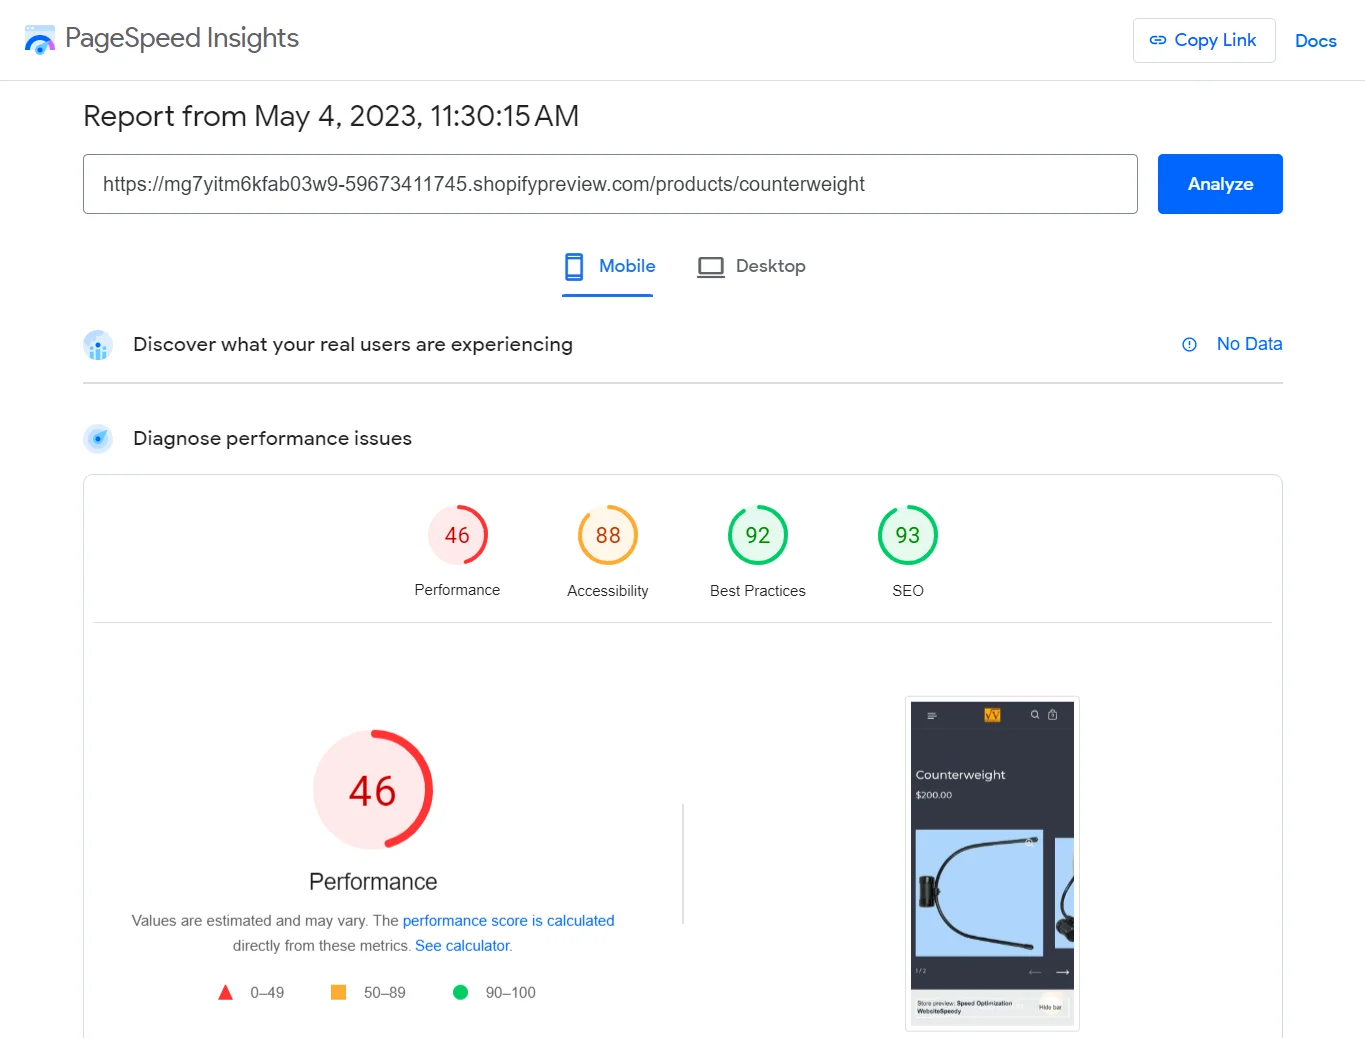 PageSpeed Insights
Copy Link
Docs
Report from May 4, 2023, 11:30:15 AM
https://mg7yitm6kfab03w9-59673411745.shopifypreview.com/products/counterweight
Analyze
Mobile
Desktop
Discover what your real users are experiencing
No Data
Diagnose performance issues
46
88
92
93
Performance
Accessibility
Best Practices
SEO
46
Performance
Values are estimated and may vary. The performance score is calculated
directly from these metrics. See calculator.
0–49
50–89
90–100
Counterweight
$200.00
1 / 2
Store preview: Speed Optimization
WebsiteSpeedy
Hide bar